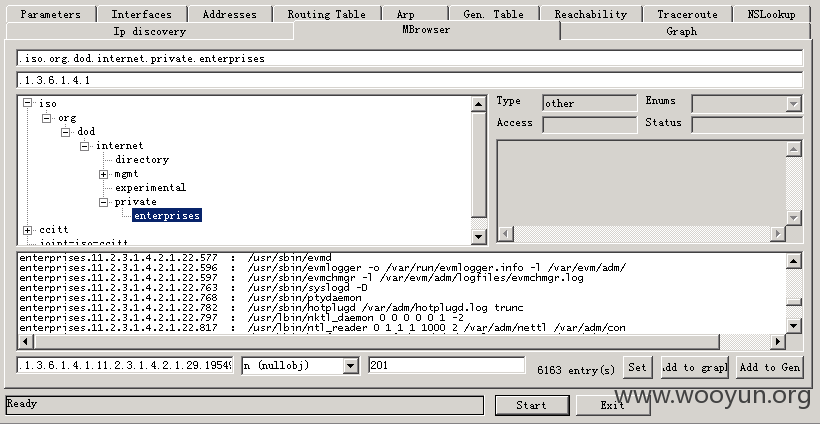 Parameters Interfaces Addresses Routing Table Arp Gen. Table Reachability Traceroute NSLookup
Ip discovery MBrowser Graph
.iso.org.dod.internet.private.enterprises
.1.3.6.1.4.1
iso
org
dod
internet
directory
mgmt
experimental
private
enterprises
ccitt
joint-iso-ccitt
Type other Enums
Access Status
enterprises.11.2.3.1.4.2.1.22.577 : /usr/sbin/evmd
enterprises.11.2.3.1.4.2.1.22.596 : /usr/sbin/evmlogger -o /var/run/evmlogger.info -l /var/evm/adm/
enterprises.11.2.3.1.4.2.1.22.597 : /usr/sbin/evmchmgr -l /var/evm/adm/logfiles/evmchmgr.log
enterprises.11.2.3.1.4.2.1.22.763 : /usr/sbin/syslogd -D
enterprises.11.2.3.1.4.2.1.22.768 : /usr/sbin/ptydaemon
enterprises.11.2.3.1.4.2.1.22.782 : /usr/sbin/hotplugd /var/adm/hotplugd.log trunc
enterprises.11.2.3.1.4.2.1.22.797 : /usr/lbin/nktl_daemon 0 0 0 0 0 1 -2
enterprises.11.2.3.1.4.2.1.22.817 : /usr/lbin/ntl_reader 0 1 1 1 1000 2 /var/adm/nettl /var/adm/con
.1.3.6.1.4.1.11.2.3.1.4.2.1.29.1954 n (nullobj) 201 6163 entry(s) Set Add to grap Add to Gen
Ready Start Exit
www.wooyun.org